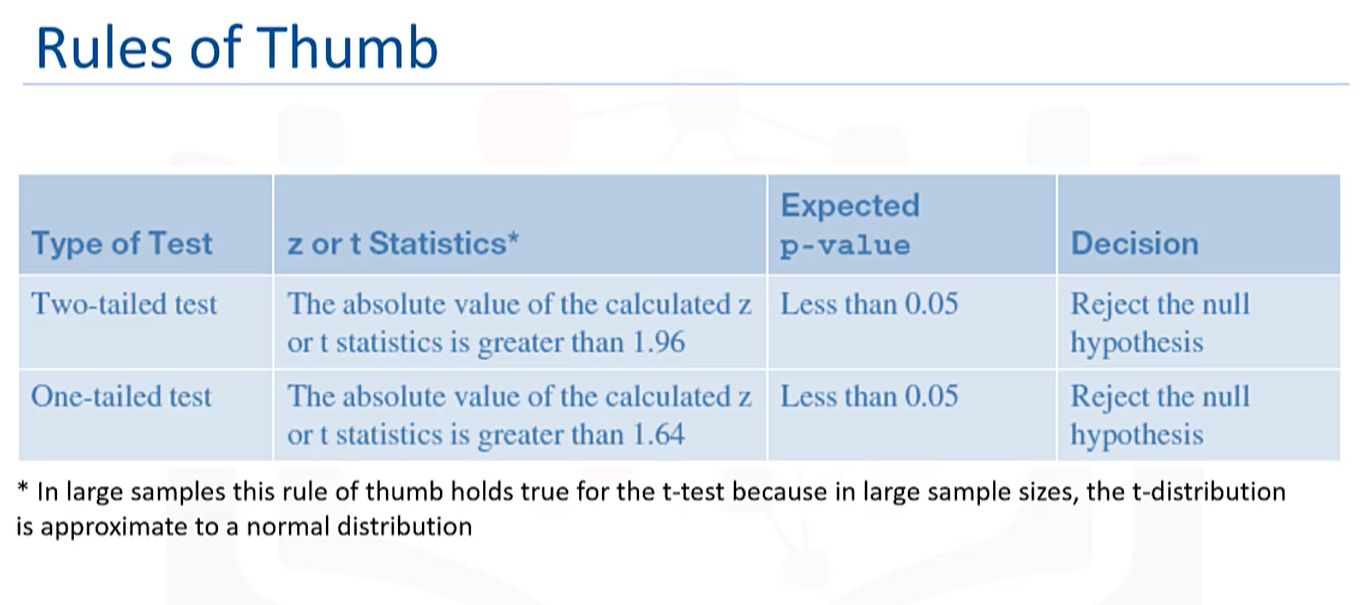 Rules of Thumb
Expected
Type of Test z or t Statistics* p-value Decision
Two-tailed test The absolute value of the calculated z Less than 0.05 Reject the null
or t statistics is greater than 1.96 hypothesis
One-tailed test The absolute value of the calculated z Less than 0.05 Reject the null
or t statistics is greater than 1.64 hypothesis
* In large samples this rule of thumb holds true for the t-test because in large sample sizes, the t-distribution
is approximate to a normal distribution